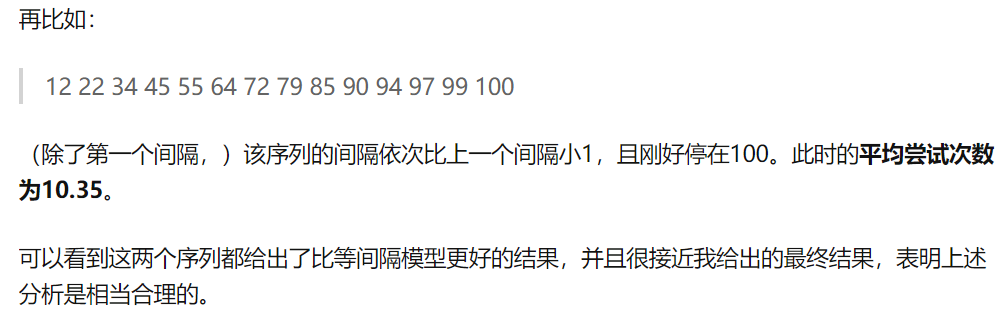 再比如：
12 22 34 45 55 64 72 79 85 90 94 97 99 100
（除了第一个间隔，）该序列的间隔依次比上一个间隔小1，且刚好停在100。此时的平均尝试次数
为10.35。
可以看到这两个序列都给出了比等间隔模型更好的结果，并且很接近我给出的最终结果，表明上述
分析是相当合理的。